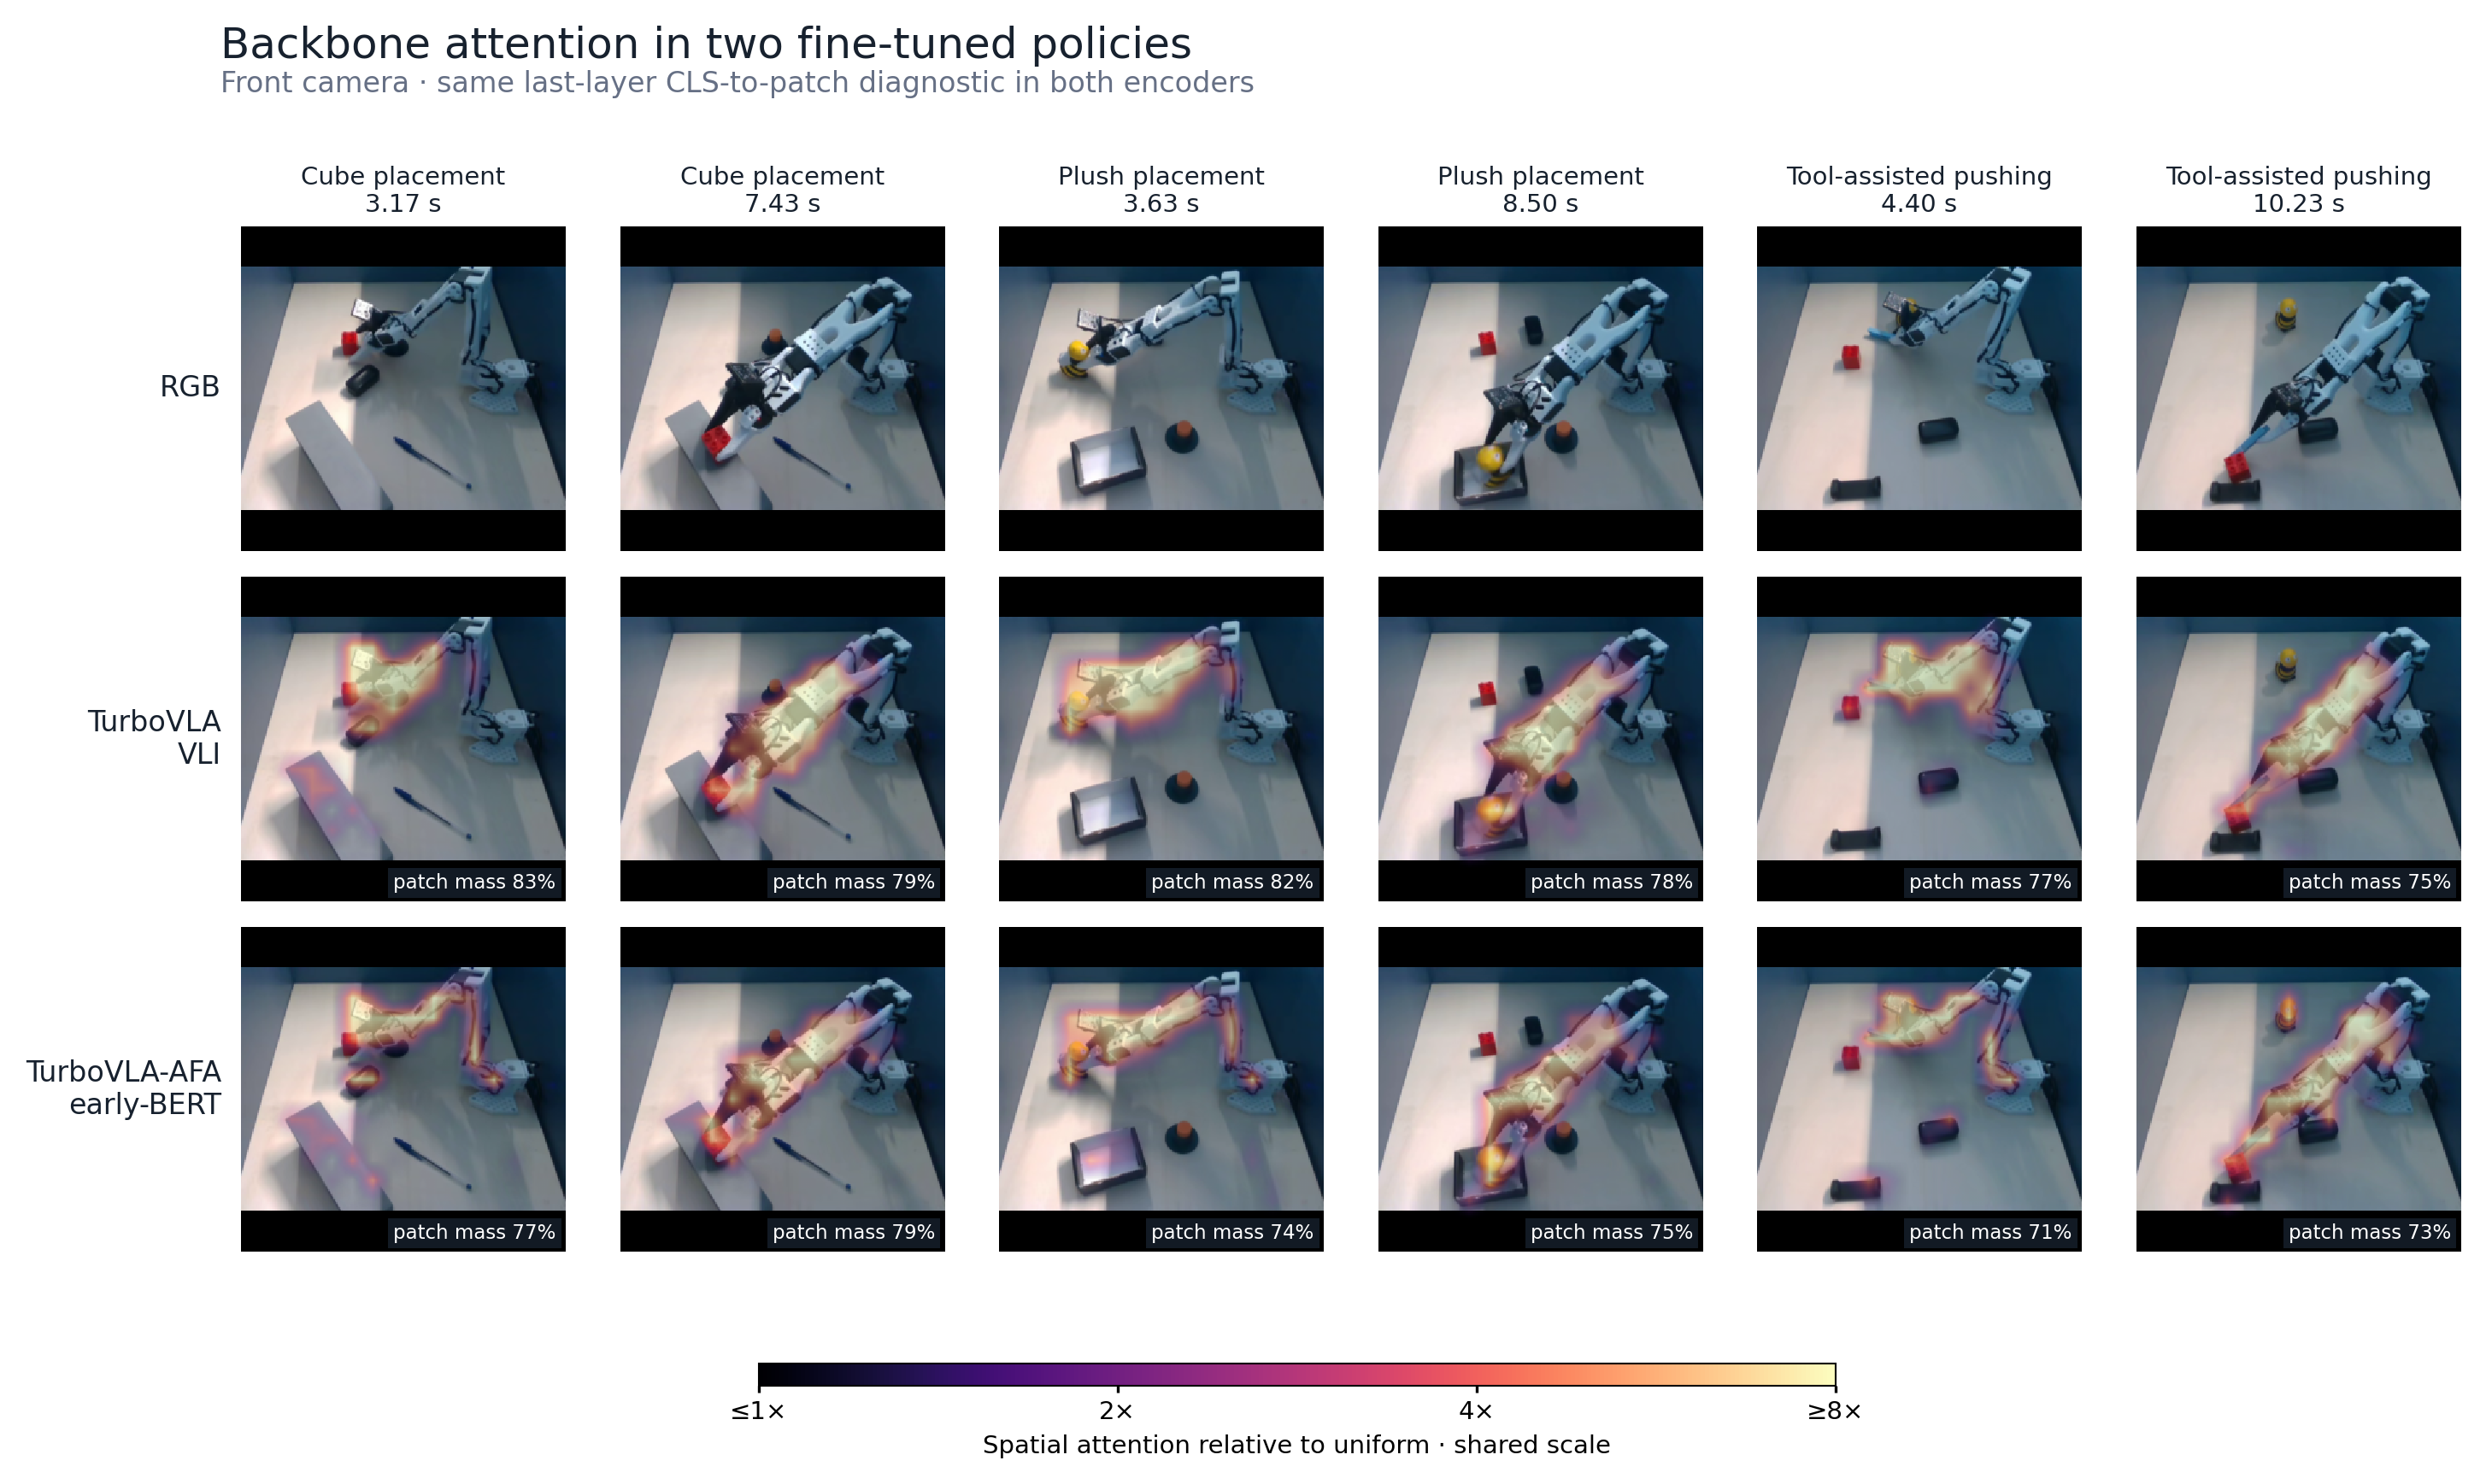 Backbone attention in two fine-tuned policies
Front camera · same last-layer CLS-to-patch diagnostic in both encoders
Cube placement
3.17 s
Cube placement
7.43 s
Plush placement
3.63 s
Plush placement
8.50 s
Tool-assisted pushing
4.40 s
Tool-assisted pushing
10.23 s
RGB
TurboVLA
VLI
patch mass 83%
patch mass 79%
patch mass 82%
patch mass 78%
patch mass 77%
patch mass 75%
TurboVLA-AFA
early-BERT
patch mass 77%
patch mass 79%
patch mass 74%
patch mass 75%
patch mass 71%
patch mass 73%
≤1×
2×
4×
≥8×
Spatial attention relative to uniform · shared scale